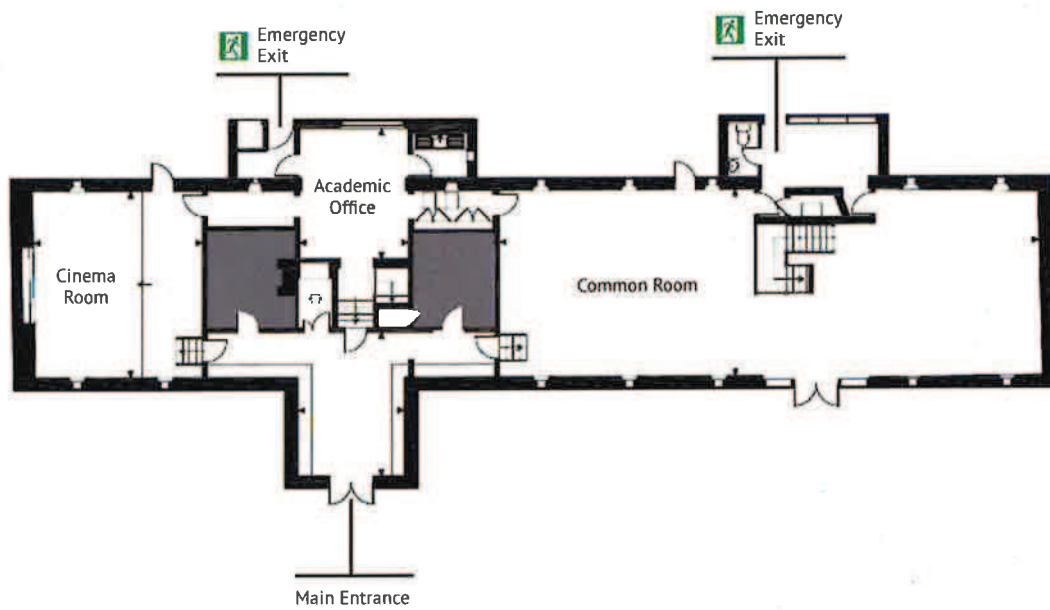 Emergency
Exit
Emergency
Exit
Academic
Office
Cinema
Room
Common Room
Main Entrance